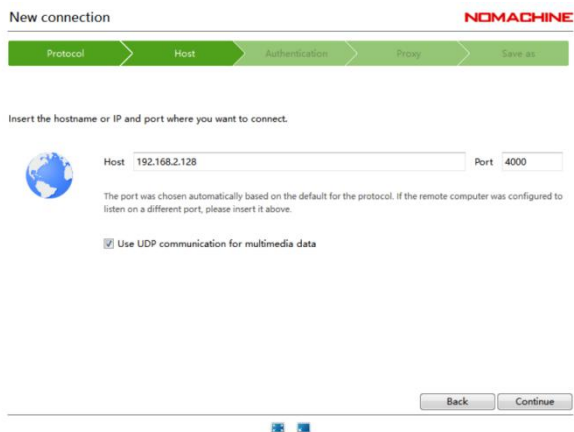 New connection
NOMACHINE
Protocol Host Authentication Proxy Save as
Insert the hostname or IP and port where you want to connect.
Host 192.168.2.128 Port 4000
The port was chosen automatically based on the default for the protocol. If the remote computer was configured to
listen on a different port, please insert it above.
Use UDP communication for multimedia data
Back Continue